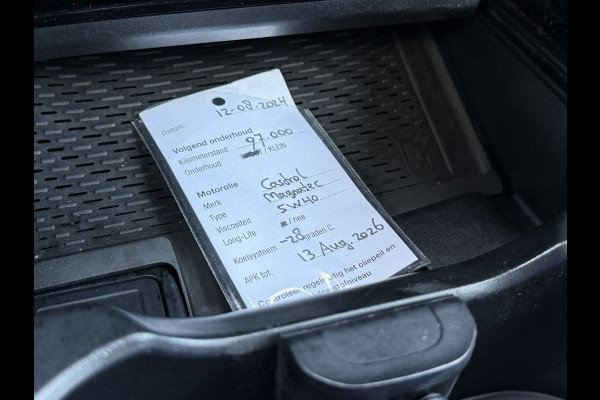 Datum: 12-08-2024
Volgend onderhoud
Kilometerstand 97.000
Onderhoud / KLEIN
Motorolie
Merk Castrol
Type Magnatec
Viscositeit 5W40
Long-Life / nee
Koelsysteem -28 graden C.
APK tot: 13 Aug. 2026
Controleer regelmatig het oliepeil en